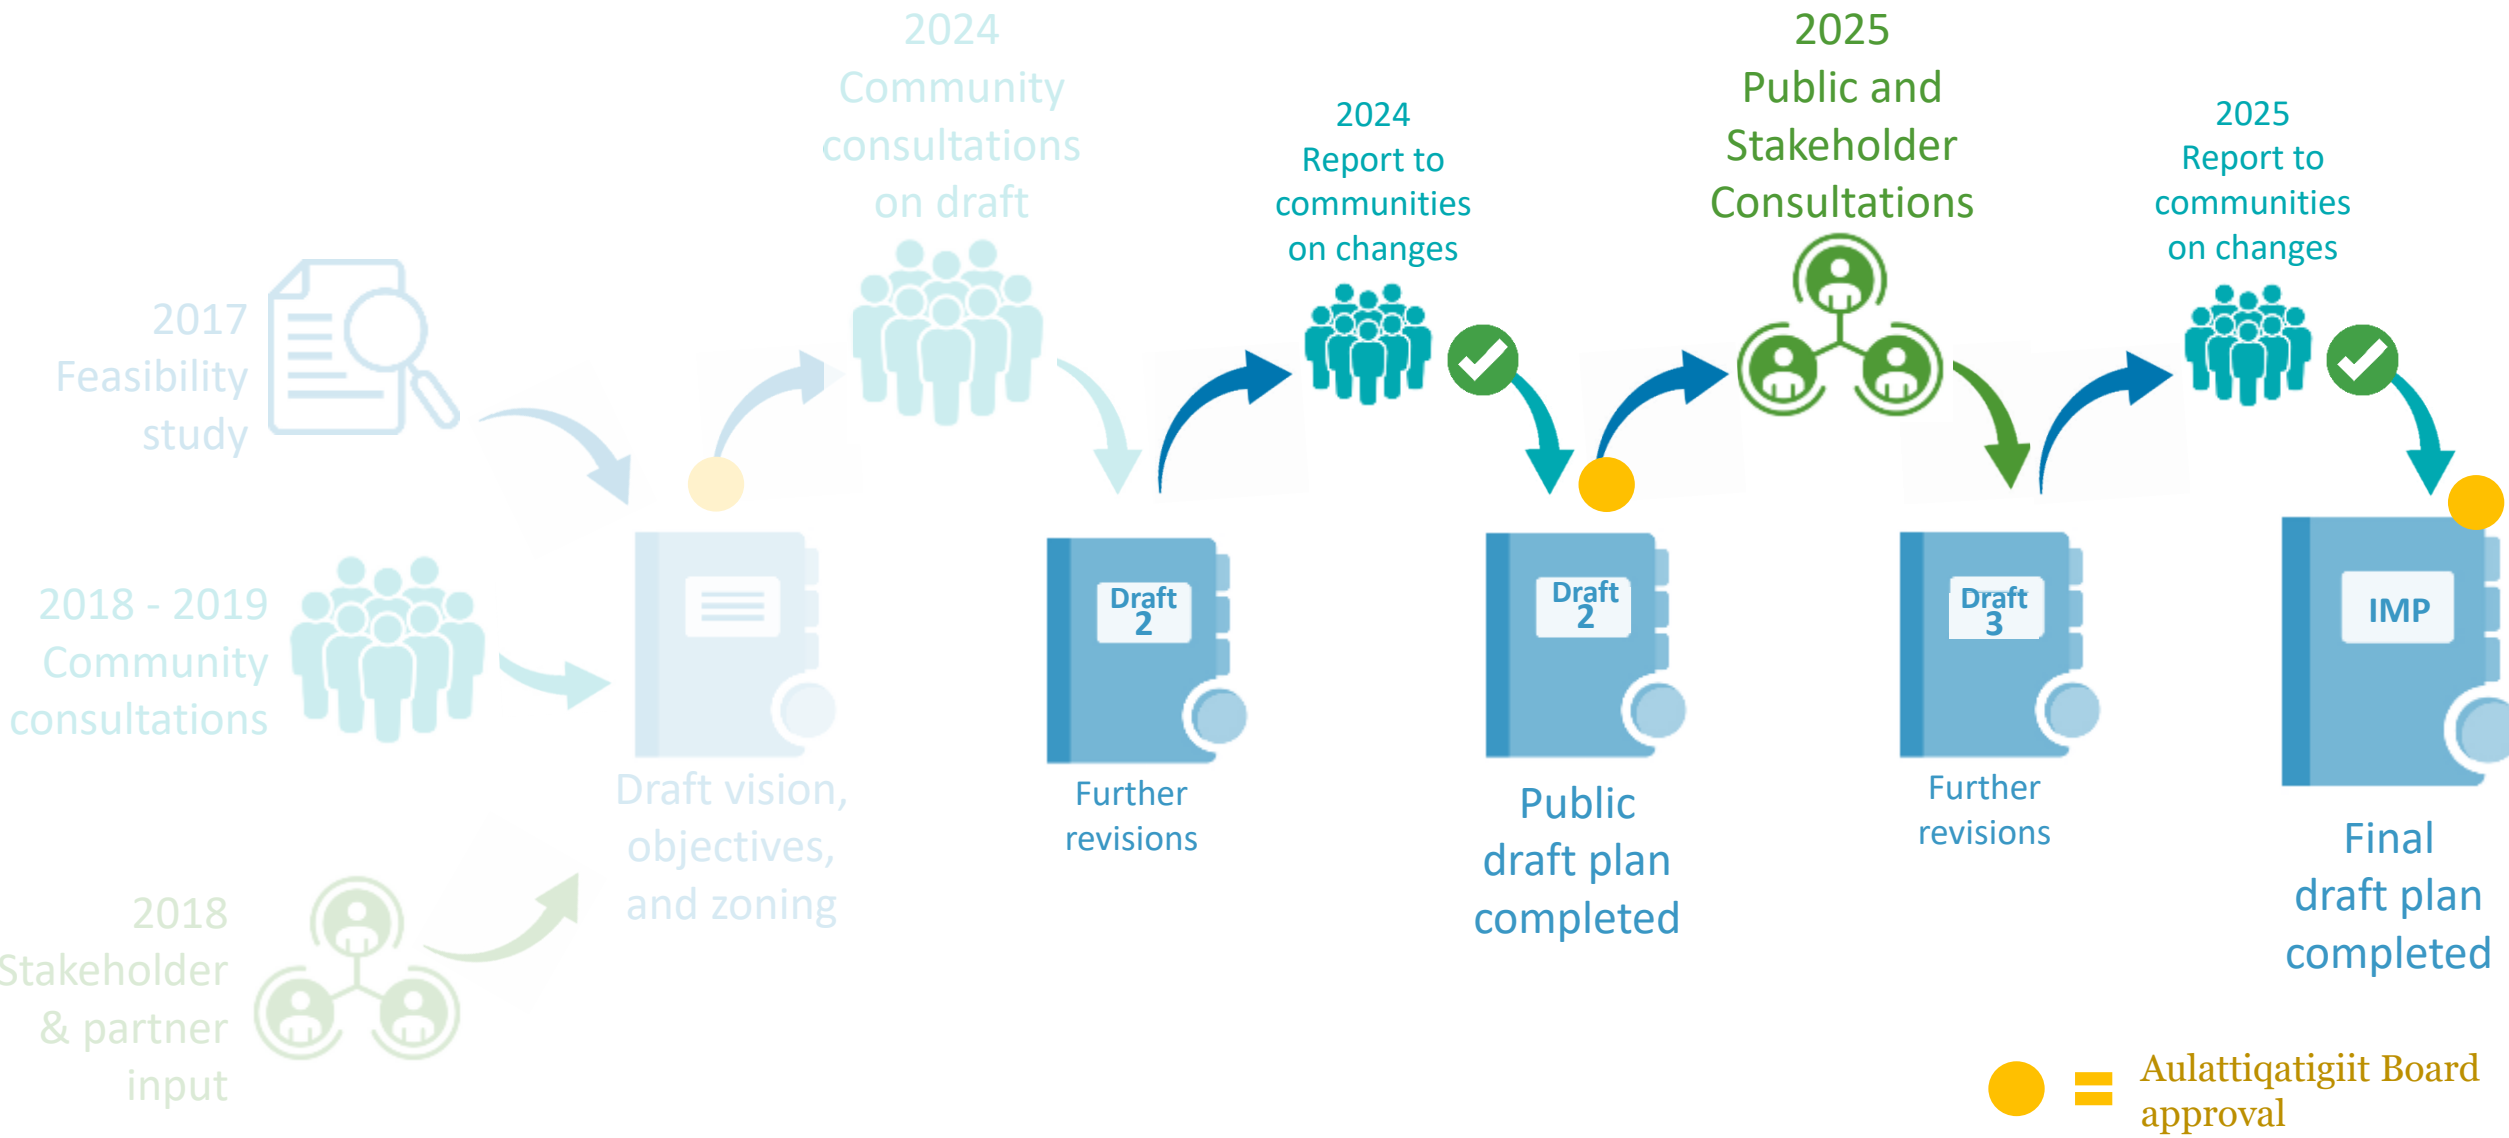 2017
Feasibility
study
2018 - 2019
Community
consultations
2018
Stakeholder
& partner
input
Draft vision,
objectives,
and zoning
2024
Community
consultations
on draft
Draft
2
Further
revisions
2024
Report to
communities
on changes
Draft
2
Public
draft plan
completed
2025
Public and
Stakeholder
Consultations
Draft
3
Further
revisions
2025
Report to
communities
on changes
IMP
Final
draft plan
completed
= Aulattiqatigiit Board
approval